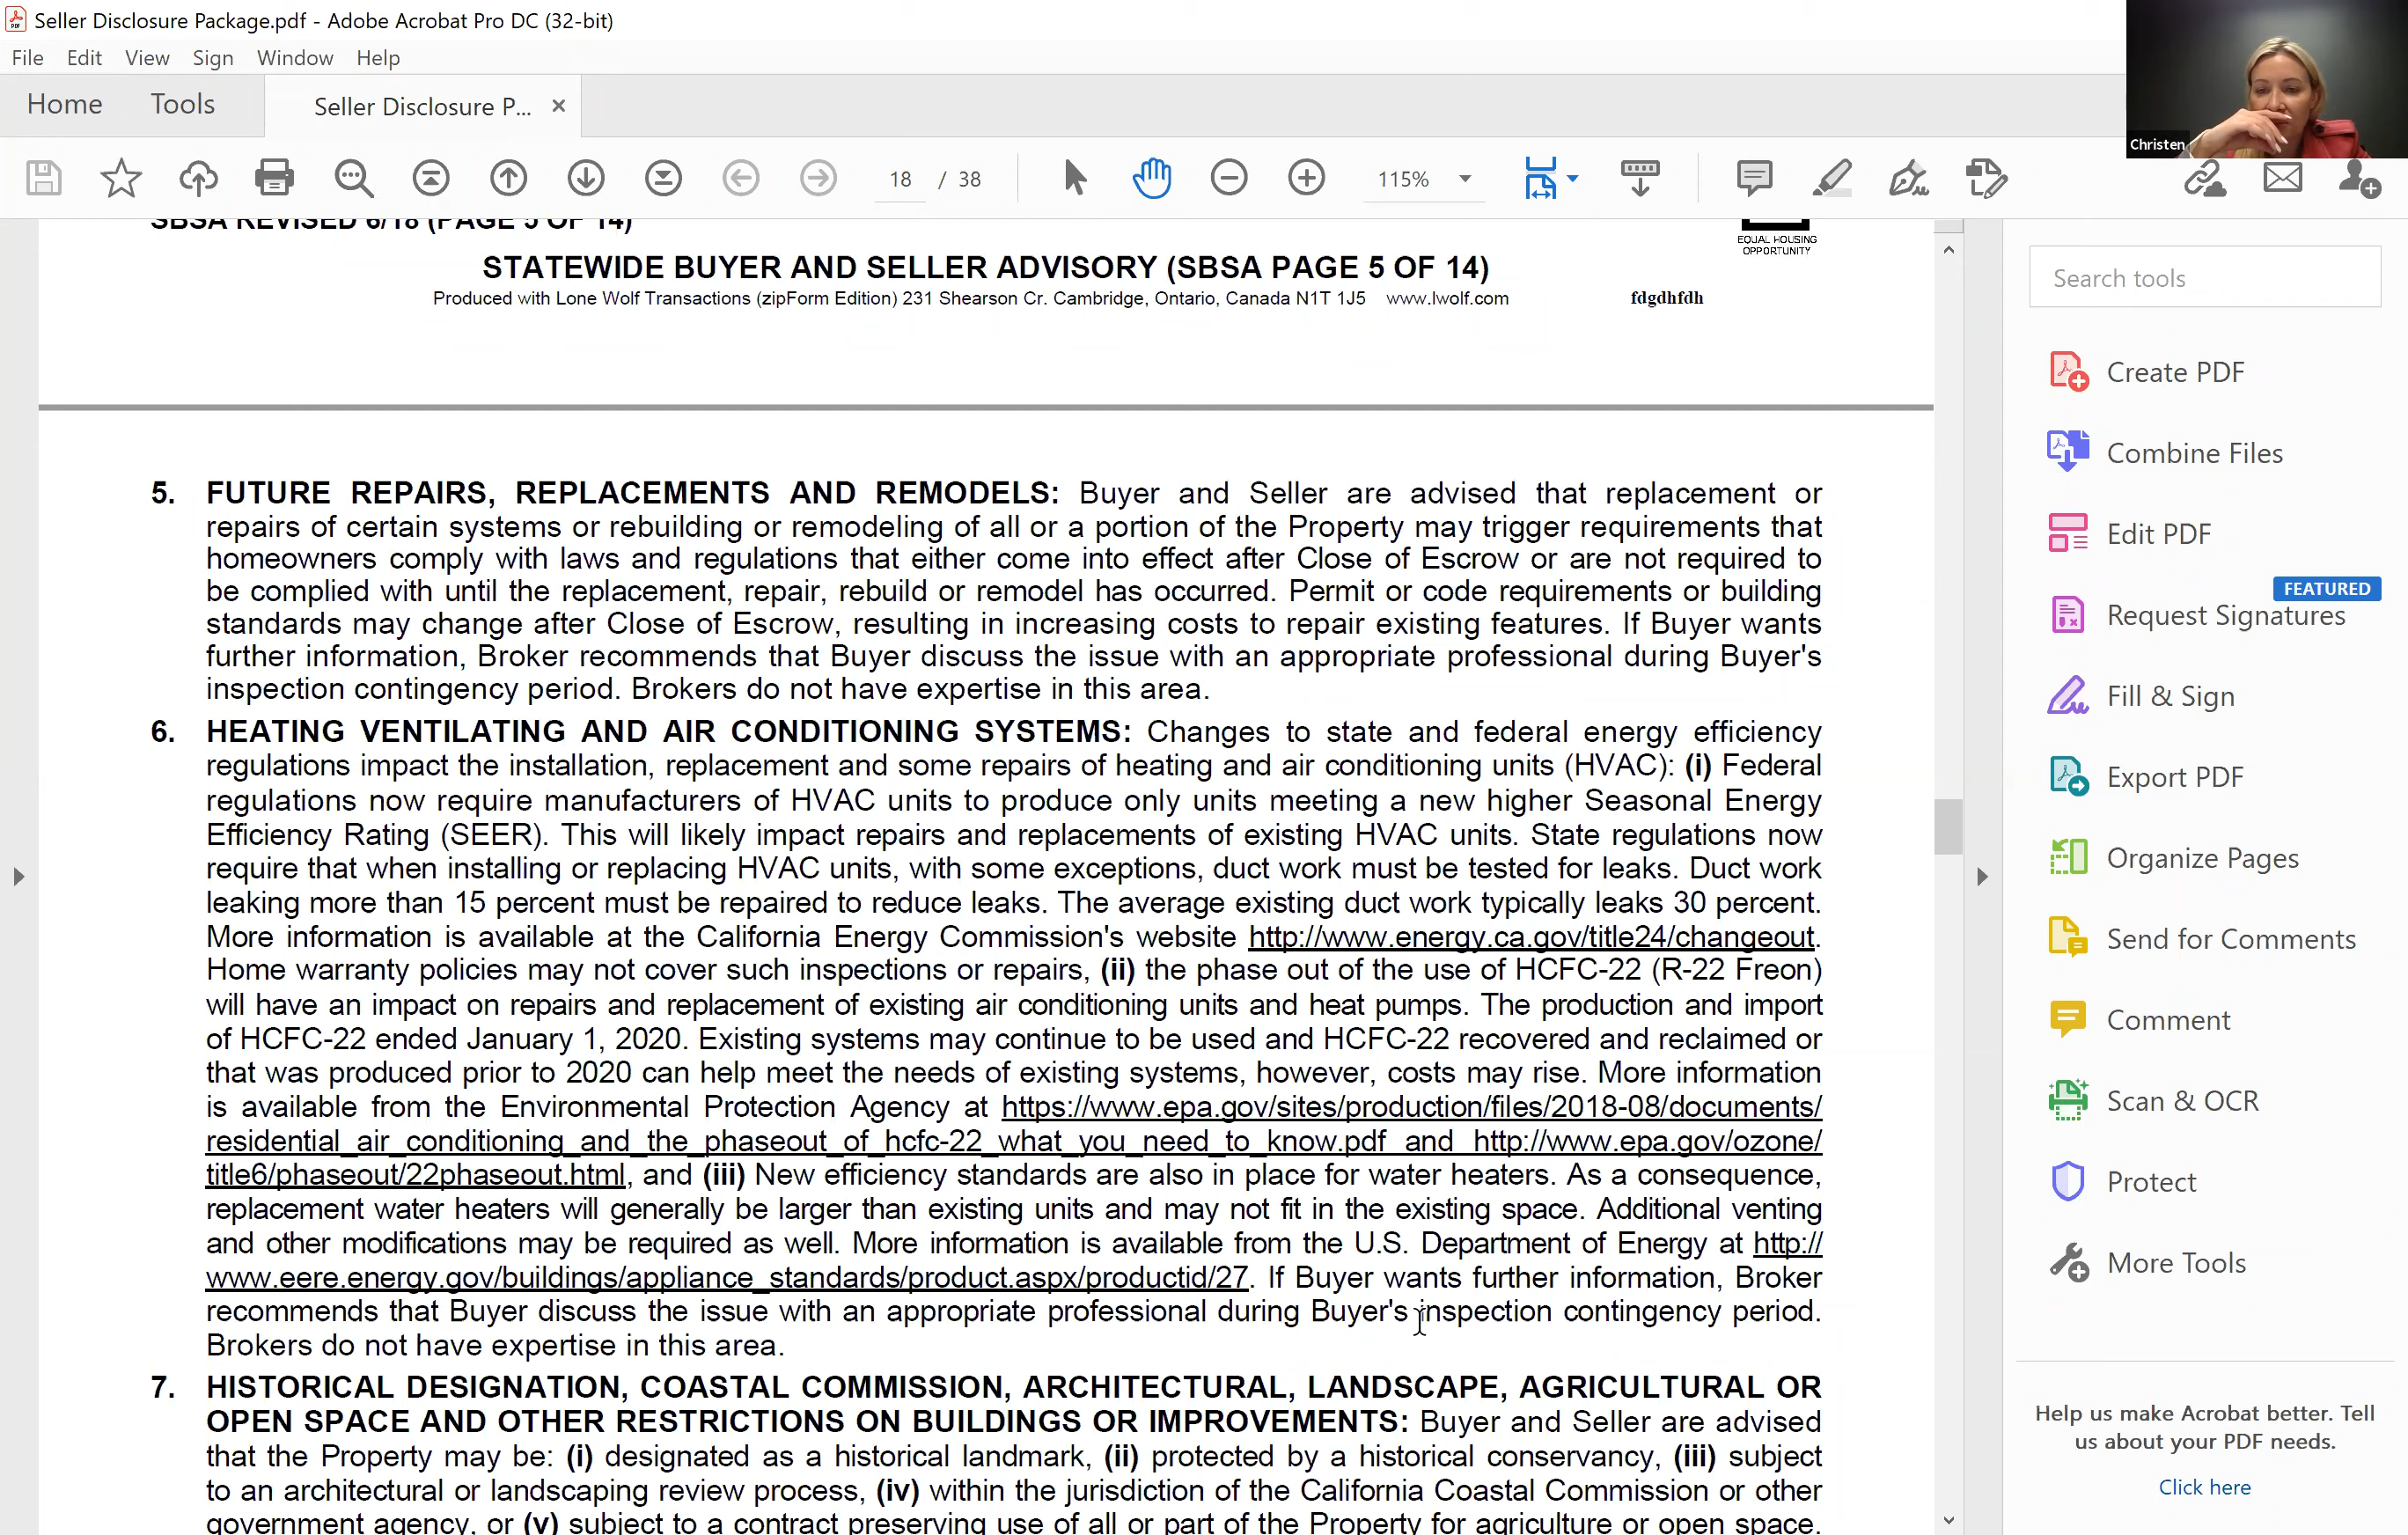 Seller Disclosure Package.pdf - Adobe Acrobat Pro DC (32-bit)
File Edit View Sign Window Help
Home Tools Seller Disclosure P... ×
Christen
18 / 38 115%
SBSA REVISED 6/18 (PAGE 5 OF 14)
EQUAL HOUSING
OPPORTUNITY
STATEWIDE BUYER AND SELLER ADVISORY (SBSA PAGE 5 OF 14)
Produced with Lone Wolf Transactions (zipForm Edition) 231 Shearson Cr. Cambridge, Ontario, Canada N1T 1J5 www.lwolf.com fdgdhfdh
5. FUTURE REPAIRS, REPLACEMENTS AND REMODELS: Buyer and Seller are advised that replacement or
repairs of certain systems or rebuilding or remodeling of all or a portion of the Property may trigger requirements that
homeowners comply with laws and regulations that either come into effect after Close of Escrow or are not required to
be complied with until the replacement, repair, rebuild or remodel has occurred. Permit or code requirements or building
standards may change after Close of Escrow, resulting in increasing costs to repair existing features. If Buyer wants
further information, Broker recommends that Buyer discuss the issue with an appropriate professional during Buyer's
inspection contingency period. Brokers do not have expertise in this area.
6. HEATING VENTILATING AND AIR CONDITIONING SYSTEMS: Changes to state and federal energy efficiency
regulations impact the installation, replacement and some repairs of heating and air conditioning units (HVAC): (i) Federal
regulations now require manufacturers of HVAC units to produce only units meeting a new higher Seasonal Energy
Efficiency Rating (SEER). This will likely impact repairs and replacements of existing HVAC units. State regulations now
require that when installing or replacing HVAC units, with some exceptions, duct work must be tested for leaks. Duct work
leaking more than 15 percent must be repaired to reduce leaks. The average existing duct work typically leaks 30 percent.
More information is available at the California Energy Commission's website http://www.energy.ca.gov/title24/changeout.
Home warranty policies may not cover such inspections or repairs, (ii) the phase out of the use of HCFC-22 (R-22 Freon)
will have an impact on repairs and replacement of existing air conditioning units and heat pumps. The production and import
of HCFC-22 ended January 1, 2020. Existing systems may continue to be used and HCFC-22 recovered and reclaimed or
that was produced prior to 2020 can help meet the needs of existing systems, however, costs may rise. More information
is available from the Environmental Protection Agency at https://www.epa.gov/sites/production/files/2018-08/documents/
residential_air_conditioning_and_the_phaseout_of_hcfc-22_what_you_need_to_know.pdf and http://www.epa.gov/ozone/
title6/phaseout/22phaseout.html, and (iii) New efficiency standards are also in place for water heaters. As a consequence,
replacement water heaters will generally be larger than existing units and may not fit in the existing space. Additional venting
and other modifications may be required as well. More information is available from the U.S. Department of Energy at http://
www.eere.energy.gov/buildings/appliance_standards/product.aspx/productid/27. If Buyer wants further information, Broker
recommends that Buyer discuss the issue with an appropriate professional during Buyer's inspection contingency period.
Brokers do not have expertise in this area.
7. HISTORICAL DESIGNATION, COASTAL COMMISSION, ARCHITECTURAL, LANDSCAPE, AGRICULTURAL OR
OPEN SPACE AND OTHER RESTRICTIONS ON BUILDINGS OR IMPROVEMENTS: Buyer and Seller are advised
that the Property may be: (i) designated as a historical landmark, (ii) protected by a historical conservancy, (iii) subject
to an architectural or landscaping review process, (iv) within the jurisdiction of the California Coastal Commission or other
government agency, or (v) subject to a contract preserving use of all or part of the Property for agriculture or open space.
Search tools
Create PDF
Combine Files
Edit PDF
FEATURED
Request Signatures
Fill & Sign
Export PDF
Organize Pages
Send for Comments
Comment
Scan & OCR
Protect
More Tools
Help us make Acrobat better. Tell
us about your PDF needs.
Click here